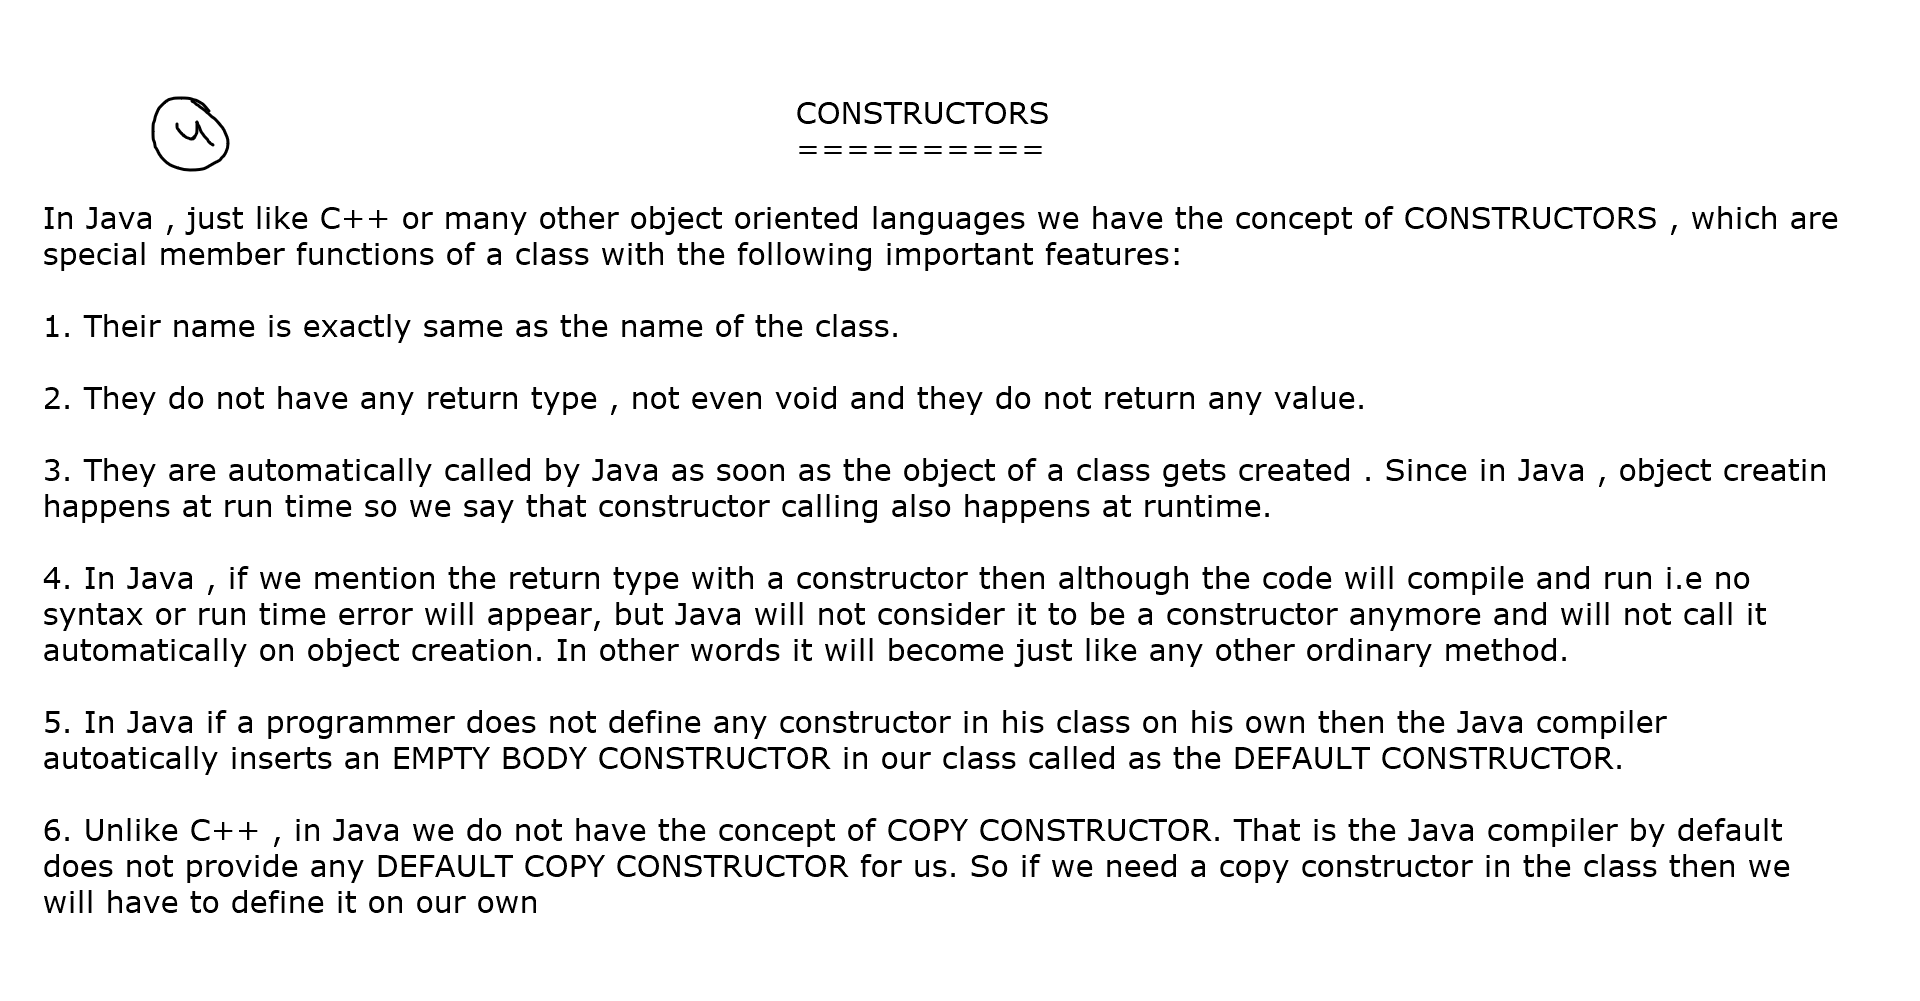 CONSTRUCTORS
==========
In Java , just like C++ or many other object oriented languages we have the concept of CONSTRUCTORS , which are
special member functions of a class with the following important features:
1. Their name is exactly same as the name of the class.
2. They do not have any return type , not even void and they do not return any value.
3. They are automatically called by Java as soon as the object of a class gets created . Since in Java , object creatin
happens at run time so we say that constructor calling also happens at runtime.
4. In Java , if we mention the return type with a constructor then although the code will compile and run i.e no
syntax or run time error will appear, but Java will not consider it to be a constructor anymore and will not call it
automatically on object creation. In other words it will become just like any other ordinary method.
5. In Java if a programmer does not define any constructor in his class on his own then the Java compiler
autoatically inserts an EMPTY BODY CONSTRUCTOR in our class called as the DEFAULT CONSTRUCTOR.
6. Unlike C++ , in Java we do not have the concept of COPY CONSTRUCTOR. That is the Java compiler by default
does not provide any DEFAULT COPY CONSTRUCTOR for us. So if we need a copy constructor in the class then we
will have to define it on our own